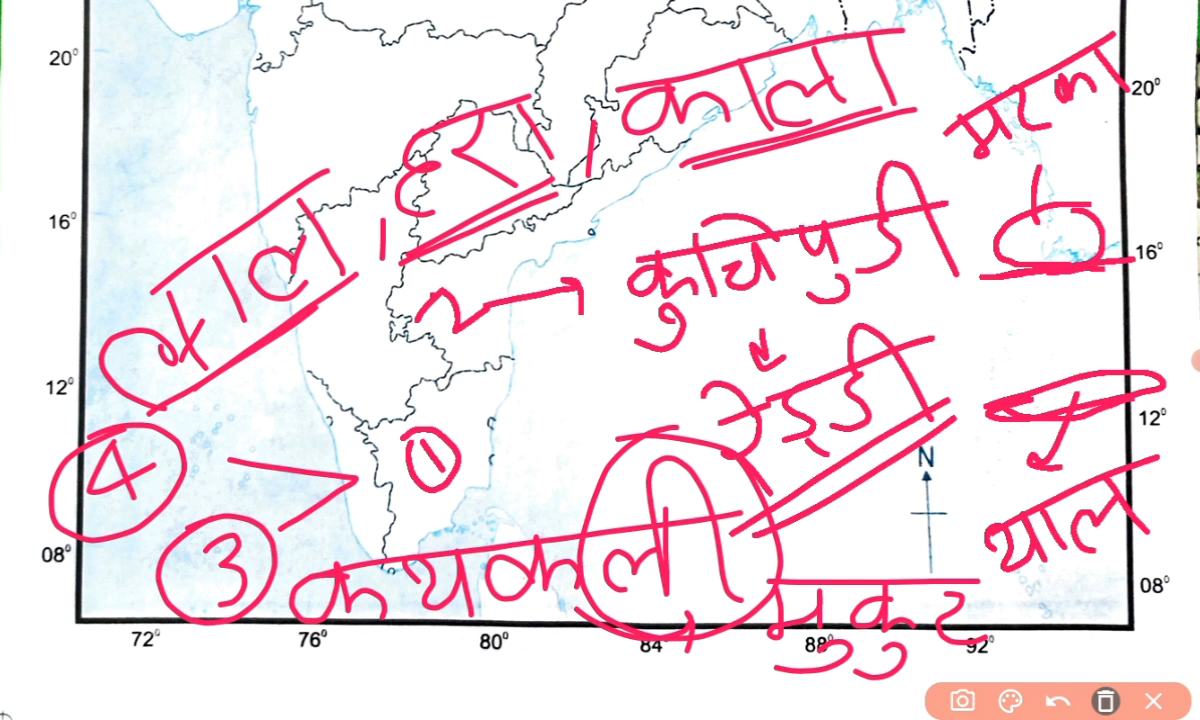 20°
काला
मटका
20°
लाल । हरा ।
16°
16°
2 → कुचिपुडी
12°
रेड्डी
12°
4
1
N
थाल
08°
3
कथकली
मुकुट
08°
72°
76°
80°
84
88°
92°